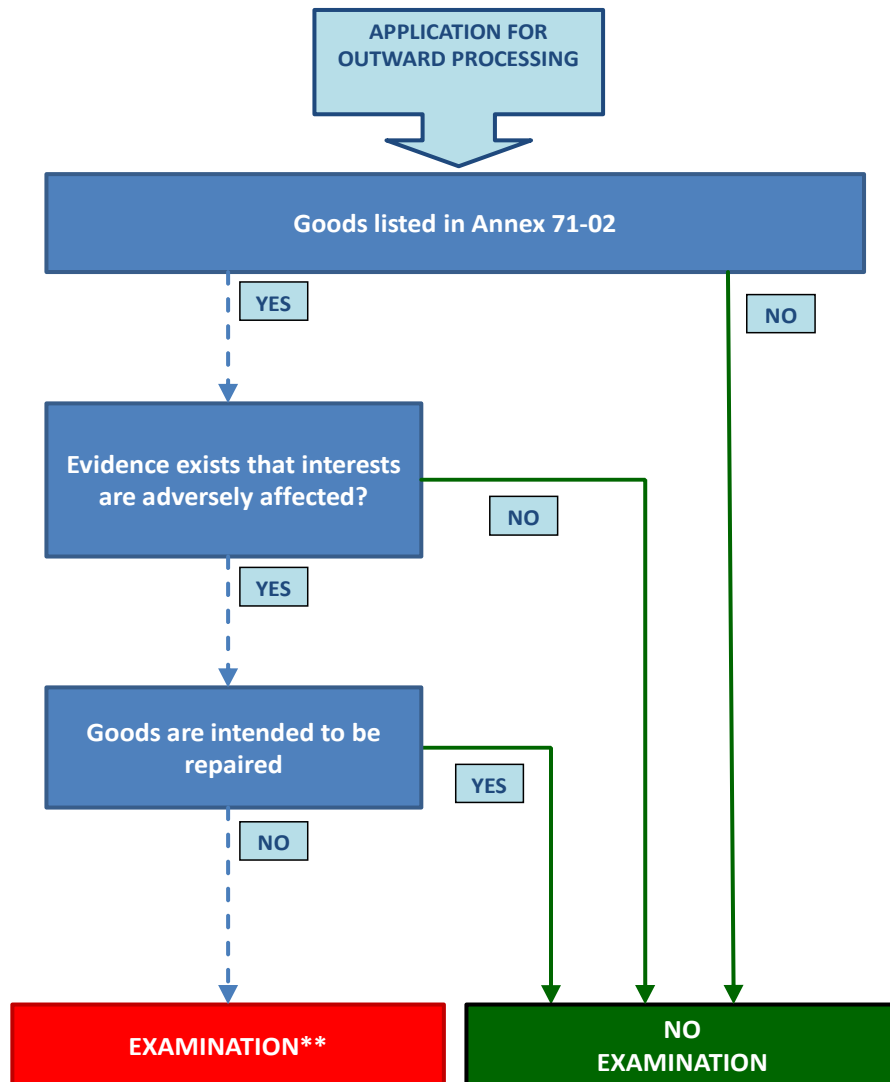 APPLICATION FOR
OUTWARD PROCESSING
Goods listed in Annex 71-02
YES
NO
Evidence exists that interests
are adversely affected?
NO
YES
Goods are intended to be
repaired
YES
NO
EXAMINATION**
NO
EXAMINATION